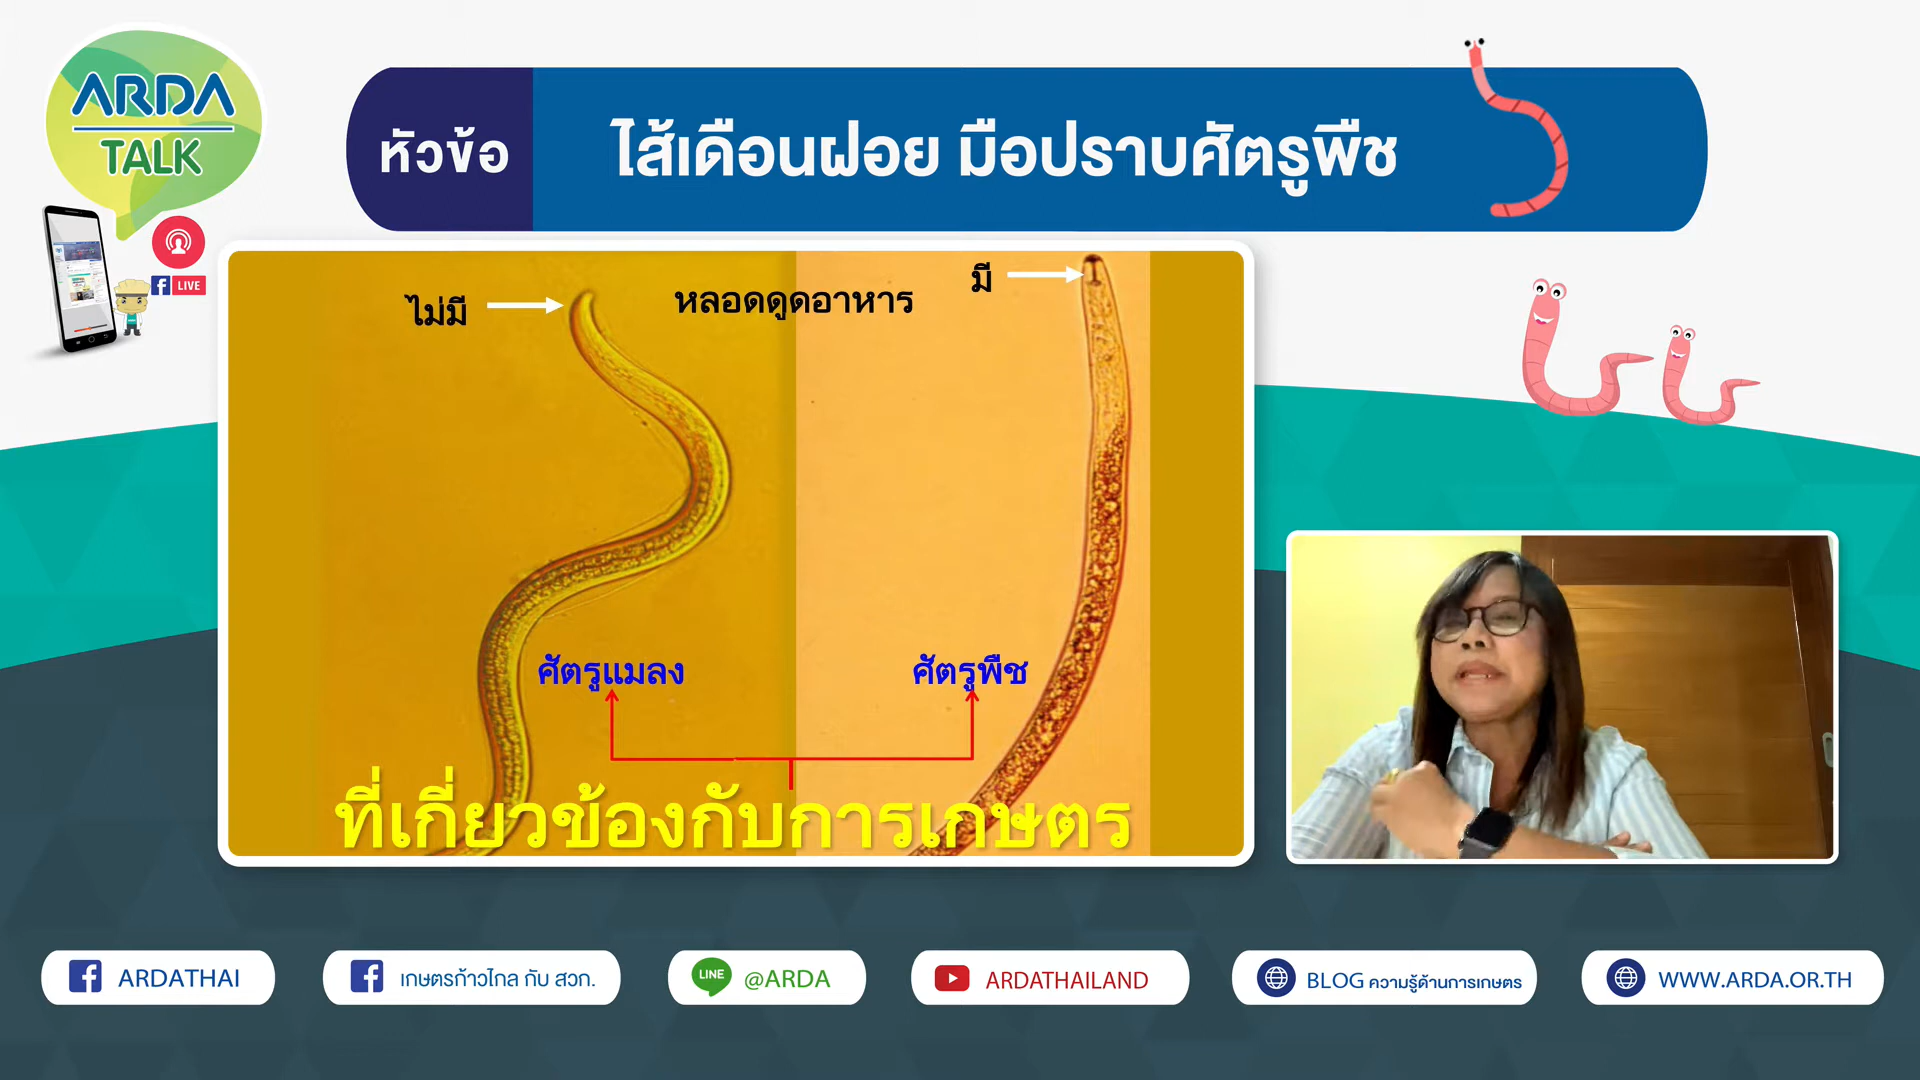 ARDA
TALK
หัวข้อ
ไส้เดือนฝอย มือปราบศัตรูพืช
LIVE
ไม่มี
หลอดดูดอาหาร
มี
ศัตรูแมลง
ศัตรูพืช
ที่เกี่ยวข้องกับการเกษตร
ARDATHAI
เกษตรก้าวไกล กับ สวก.
LINE
@ARDA
ARDATHAILAND
BLOG ความรู้ด้านการเกษตร
WWW.ARDA.OR.TH